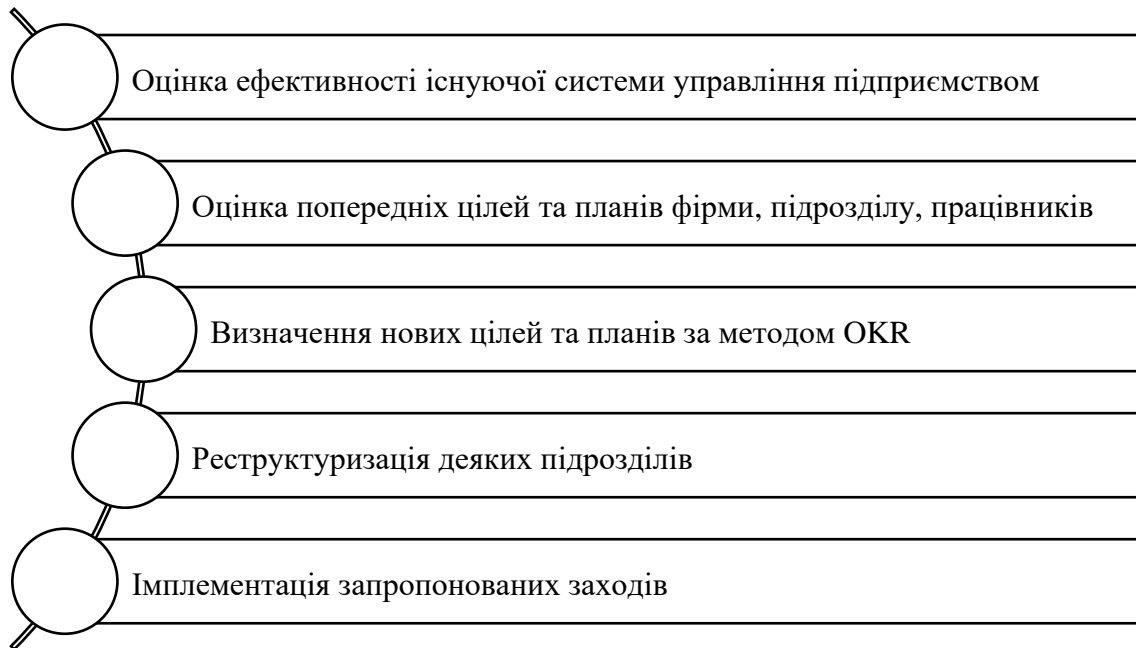 Оцінка ефективності існуючої системи управління підприємством
Оцінка попередніх цілей та планів фірми, підрозділу, працівників
Визначення нових цілей та планів за методом OKR
Реструктуризація деяких підрозділів
Імплементація запропонованих заходів